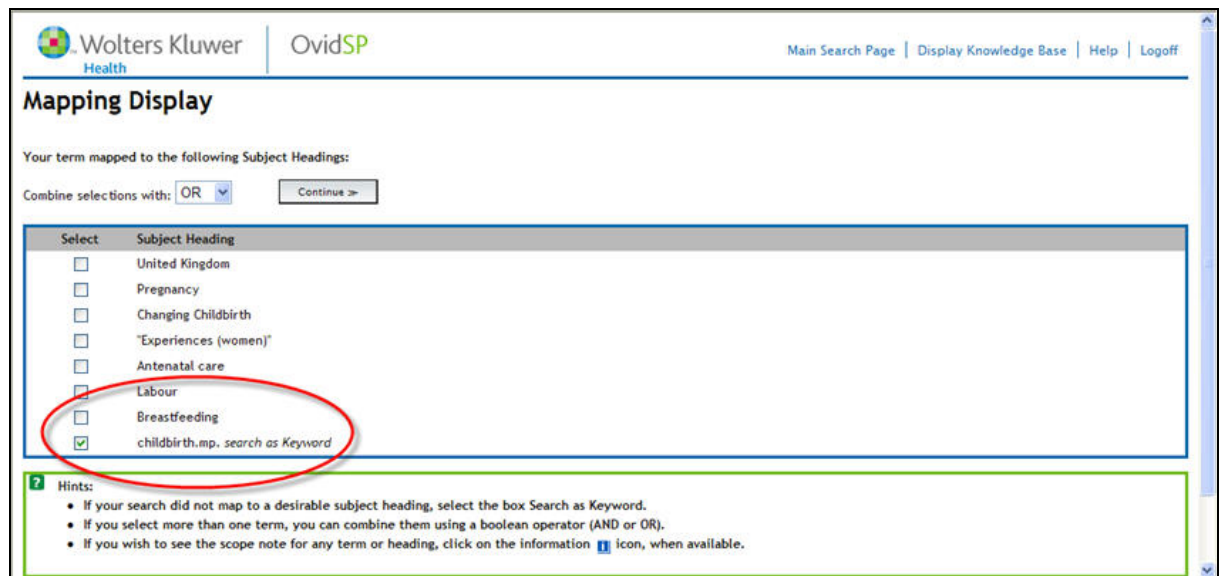 Wolters Kluwer
Health
OvidSP
Main Search Page | Display Knowledge Base | Help | Logoff
Mapping Display
Your term mapped to the following Subject Headings:
Combine selections with: OR Continue >>
Select Subject Heading
United Kingdom
Pregnancy
Changing Childbirth
"Experiences (women)"
Antenatal care
Labour
Breastfeeding
childbirth.mp. search as Keyword
? Hints:
• If your search did not map to a desirable subject heading, select the box Search as Keyword.
• If you select more than one term, you can combine them using a boolean operator (AND or OR).
• If you wish to see the scope note for any term or heading, click on the information i icon, when available.